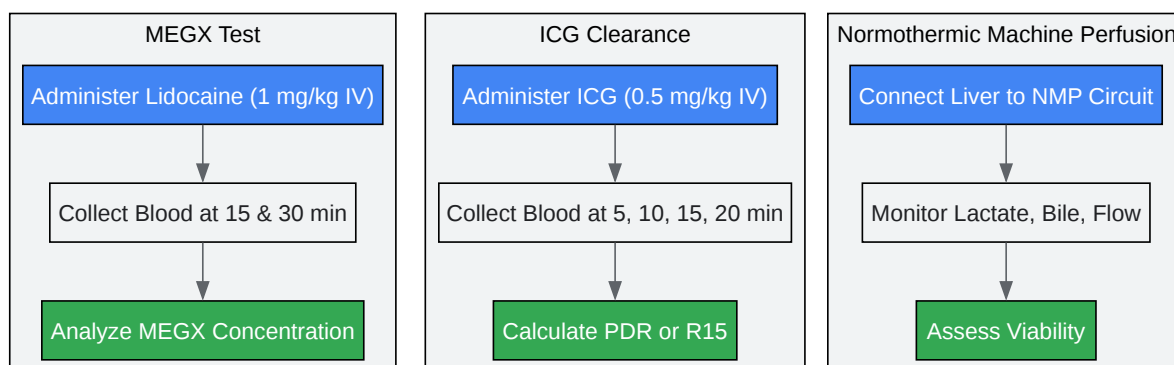 MEGX Test
Administer Lidocaine (1 mg/kg IV)
Collect Blood at 15 & 30 min
Analyze MEGX Concentration
ICG Clearance
Administer ICG (0.5 mg/kg IV)
Collect Blood at 5, 10, 15, 20 min
Calculate PDR or R15
Normothermic Machine Perfusion
Connect Liver to NMP Circuit
Monitor Lactate, Bile, Flow
Assess Viability